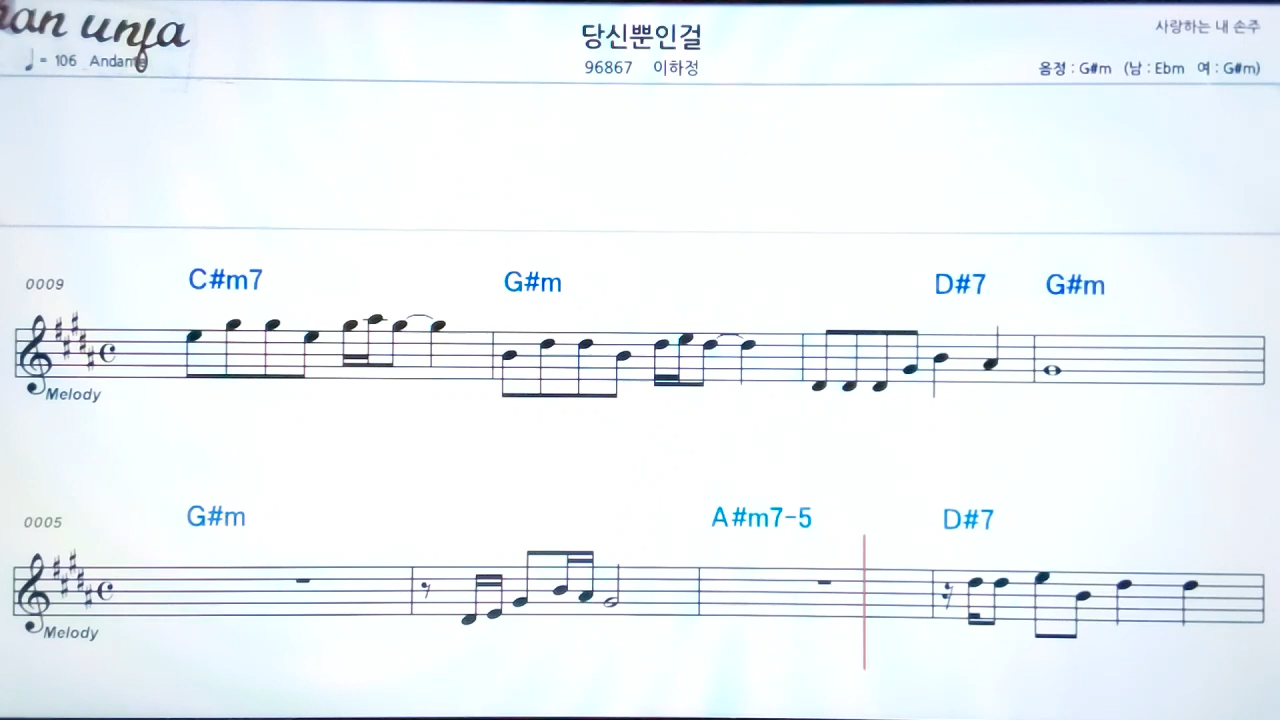 unja
♩= 106 Andante
당신뿐인걸
96867 이하정
사랑하는 내 손주
음정 : G#m (남 : Ebm 여 : G#m)
0009 C#m7 G#m D#7 G#m
Melody
0005 G#m A#m7-5 D#7
Melody